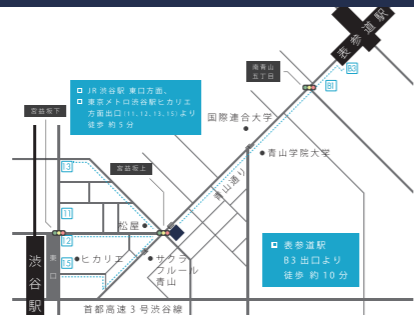 表参道駅
B3
B1
南青山
五丁目
JR 渋谷駅 東口方面、
東京メトロ渋谷駅ヒカリエ
方面出口(11,12,13,15)より
徒歩 約5分
宮益坂下
国際連合大学
青山学院大学
宮益坂上
13
青山通り
11
松屋
12
15
ヒカリエ
サクラ
フルール
青山
東口
渋谷駅
表参道駅
B3 出口より
徒歩 約10分
首都高速3号渋谷線